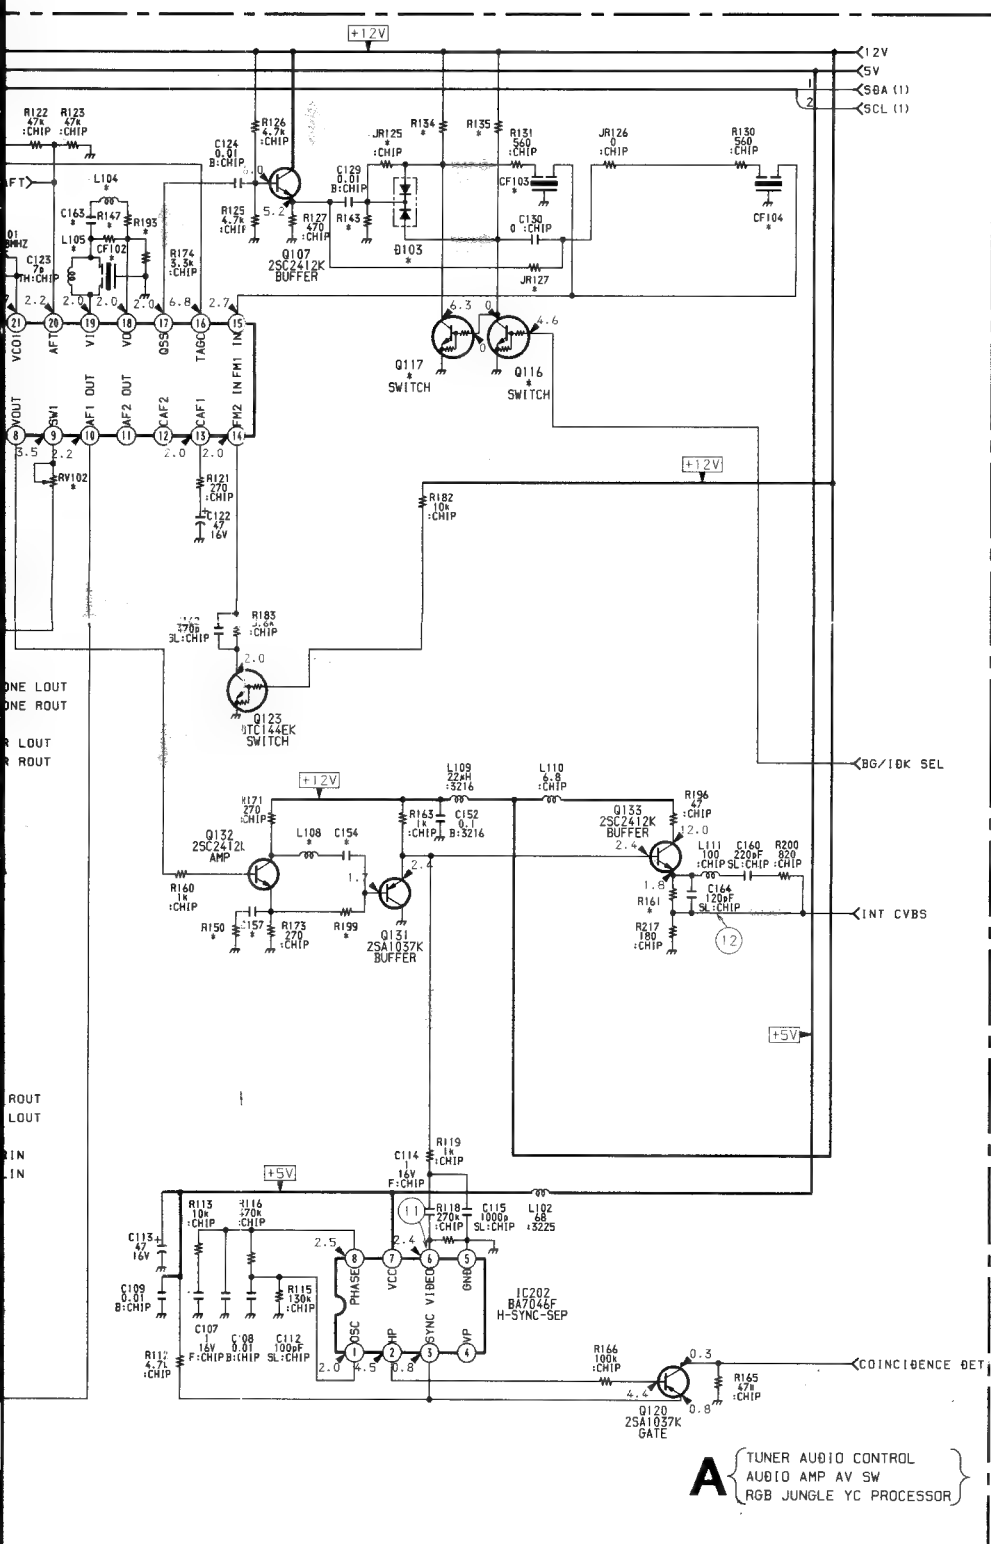 +12V
12V
5V
1
SDA (1)
2
SCL (1)
R122
47k
:CHIP
R123
47k
:CHIP
R126
4.7k
:CHIP
C124
0.01
B:CHIP
R134
*
R135
*
JR125
*
:CHIP
R131
560
:CHIP
JR126
0
:CHIP
R130
560
:CHIP
C129
0.01
B:CHIP
CF103
*
CF104
*
L104
*
C163
*
R147
*
R193
*
L105
*
CF102
*
C123
7p
TH:CHIP
R174
3.3k
:CHIP
R125
4.7k
:CHIP
5.2
R127
470
:CHIP
R143
*
D103
*
C130
0 :CHIP
JR127
*
Q107
2SC2412K
BUFFER
2.2
2.0
2.0
2.0
6.8
2.7
21
20
19
18
17
16
15
VCO1
AFT
VI
VO
QSS
TAGC
FM1 IN
6.3
0
0
4.6
Q117
*
SWITCH
Q116
*
SWITCH
VOUT
SW1
AF1 OUT
AF2 OUT
CAF2
CAF1
FM2 IN
8
9
10
11
12
13
14
3.5
2.2
2.0
2.0
RV102
*
R121
270
:CHIP
C122
47
16V
+12V
R182
10k
:CHIP
470p
SL:CHIP
R183
:CHIP
2.0
Q123
DTC144EK
SWITCH
ONE LOUT
ONE ROUT
R LOUT
R ROUT
BG/IDK SEL
+12V
R171
270
:CHIP
Q132
2SC2412K
AMP
L108
*
C154
*
R163
1k
:CHIP
C152
0.1
B:3216
L109
22µH
:3216
L110
6.8
:CHIP
Q133
2SC2412K
BUFFER
R196
47
:CHIP
2.4
12.0
1.8
L111
100
:CHIP
C160
220pF
SL:CHIP
R200
820
:CHIP
C164
120pF
SL:CHIP
R161
*
R217
180
:CHIP
12
INT CVBS
R160
1k
:CHIP
R150
*
C157
*
R173
270
:CHIP
R199
*
2.4
Q131
2SA1037K
BUFFER
+5V
ROUT
LOUT
RIN
LIN
+5V
R119
1k
:CHIP
C114
1
16V
F:CHIP
11
R118
270k
:CHIP
C115
1000p
SL:CHIP
L102
68
:3225
C113
47
16V
R113
10k
:CHIP
R116
470k
:CHIP
C109
0.01
B:CHIP
R115
130k
:CHIP
C107
1
16V
F:CHIP
C108
0.01
B:CHIP
C112
100pF
SL:CHIP
R112
4.7k
:CHIP
2.5
2.4
8
7
6
5
PHASE
VCC
VIDEO
GND
OSC
HP
SYNC
VP
1
2
3
4
2.0
4.5
0.8
IC202
BA7046F
H-SYNC-SEP
R166
100k
:CHIP
0.3
4.4
0.8
Q120
2SA1037K
GATE
R165
47k
:CHIP
COINCIDENCE DET
A
TUNER AUDIO CONTROL
AUDIO AMP AV SW
RGB JUNGLE YC PROCESSOR